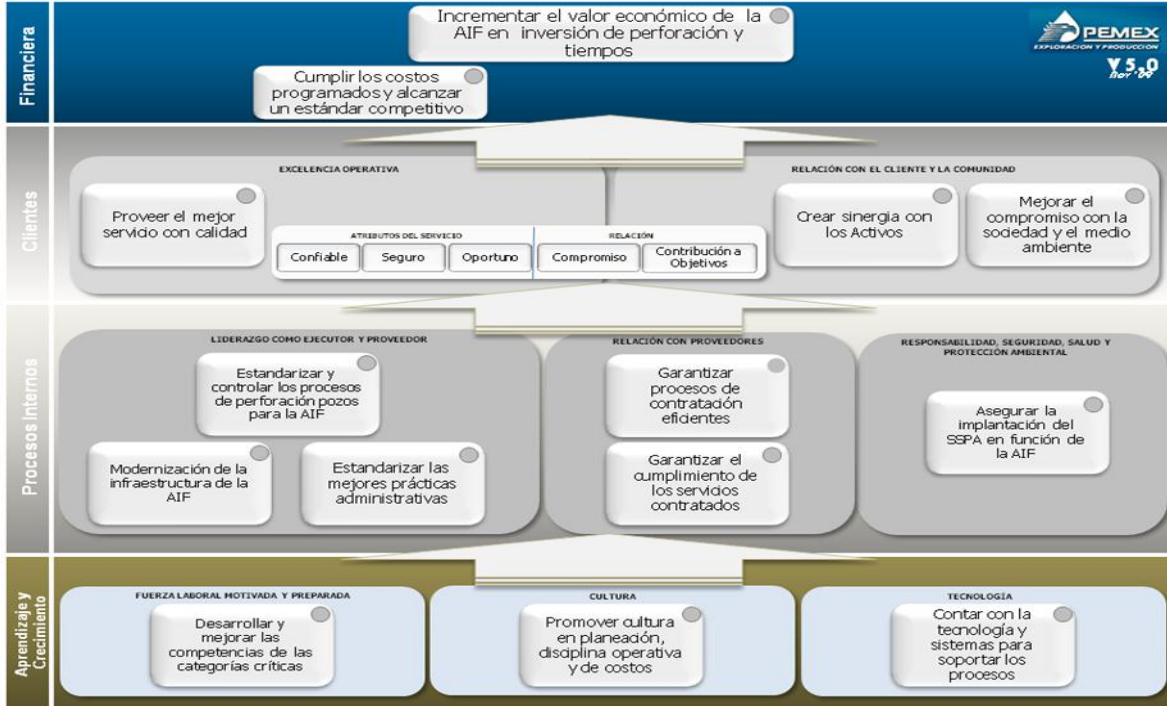 Financiera
Incrementar el valor económico de la
AIF en inversión de perforación y
tiempos
Cumplir los costos
programados y alcanzar
un estándar competitivo
PEMEX
EXPLORACIÓN Y PRODUCCIÓN
V 5.0
nov '09
Clientes
EXCELENCIA OPERATIVA
Proveer el mejor
servicio con calidad
ATRIBUTOS DEL SERVICIO
Confiable
Seguro
Oportuno
RELACIÓN
Compromiso
Contribución a
Objetivos
RELACIÓN CON EL CLIENTE Y LA COMUNIDAD
Crear sinergia con
los Activos
Mejorar el
compromiso con la
sociedad y el medio
ambiente
Procesos Internos
LIDERAZGO COMO EJECUTOR Y PROVEEDOR
Estandarizar y
controlar los procesos
de perforación pozos
para la AIF
Modernización de la
infraestructura de la
AIF
Estandarizar las
mejores prácticas
administrativas
RELACIÓN CON PROVEEDORES
Garantizar
procesos de
contratación
eficientes
Garantizar el
cumplimiento de
los servicios
contratados
RESPONSABILIDAD, SEGURIDAD, SALUD Y
PROTECCIÓN AMBIENTAL
Asegurar la
implantación del
SSPA en función de
la AIF
Aprendizaje y
Crecimiento
FUERZA LABORAL MOTIVADA Y PREPARADA
Desarrollar y
mejorar las
competencias de las
categorías críticas
CULTURA
Promover cultura
en planeación,
disciplina operativa
y de costos
TECNOLOGÍA
Contar con la
tecnología y
sistemas para
soportar los
procesos